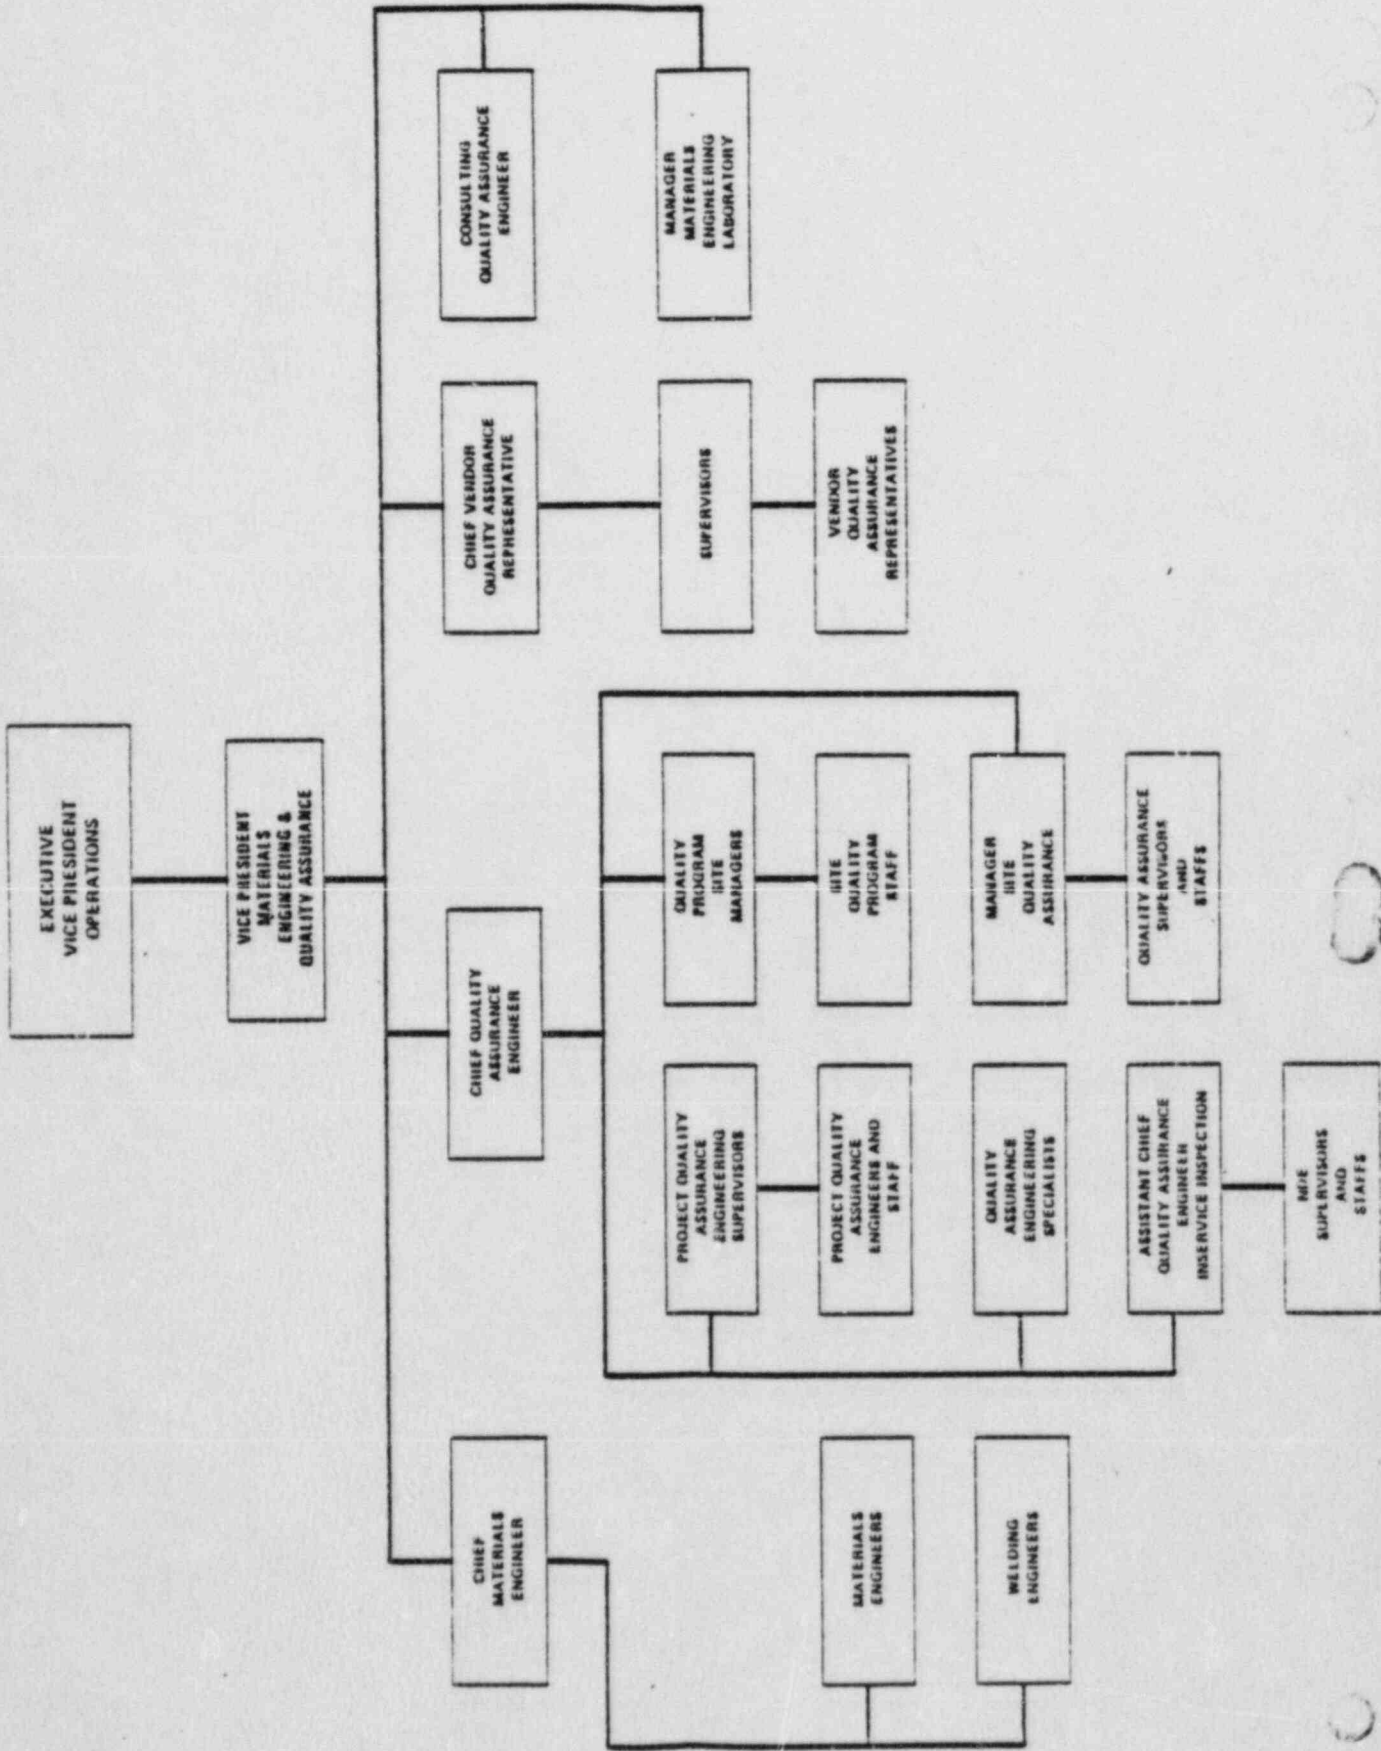 EXECUTIVE
VICE PRESIDENT
OPERATIONS
VICE PRESIDENT
MATERIALS
ENGINEERING &
QUALITY ASSURANCE
CHIEF
MATERIALS
ENGINEER
CHIEF QUALITY
ASSURANCE
ENGINEER
CHIEF VENDOR
QUALITY ASSURANCE
REPRESENTATIVE
CONSULTING
QUALITY ASSURANCE
ENGINEER
PROJECT QUALITY
ASSURANCE
ENGINEERING
SUPERVISORS
QUALITY
PROGRAM
SITE
MANAGERS
SUPERVISORS
MANAGER
MATERIALS
ENGINEERING
LABORATORY
MATERIALS
ENGINEERS
PROJECT QUALITY
ASSURANCE
ENGINEERS AND
STAFF
SITE
QUALITY
PROGRAM
STAFF
VENDOR
QUALITY
ASSURANCE
REPRESENTATIVES
WELDING
ENGINEERS
QUALITY
ASSURANCE
ENGINEERING
SPECIALISTS
MANAGER
SITE
QUALITY
ASSURANCE
ASSISTANT CHIEF
QUALITY ASSURANCE
ENGINEER
INSERVICE INSPECTION
QUALITY ASSURANCE
SUPERVISORS
AND
STAFFS
NDE
SUPERVISORS
AND
STAFFS